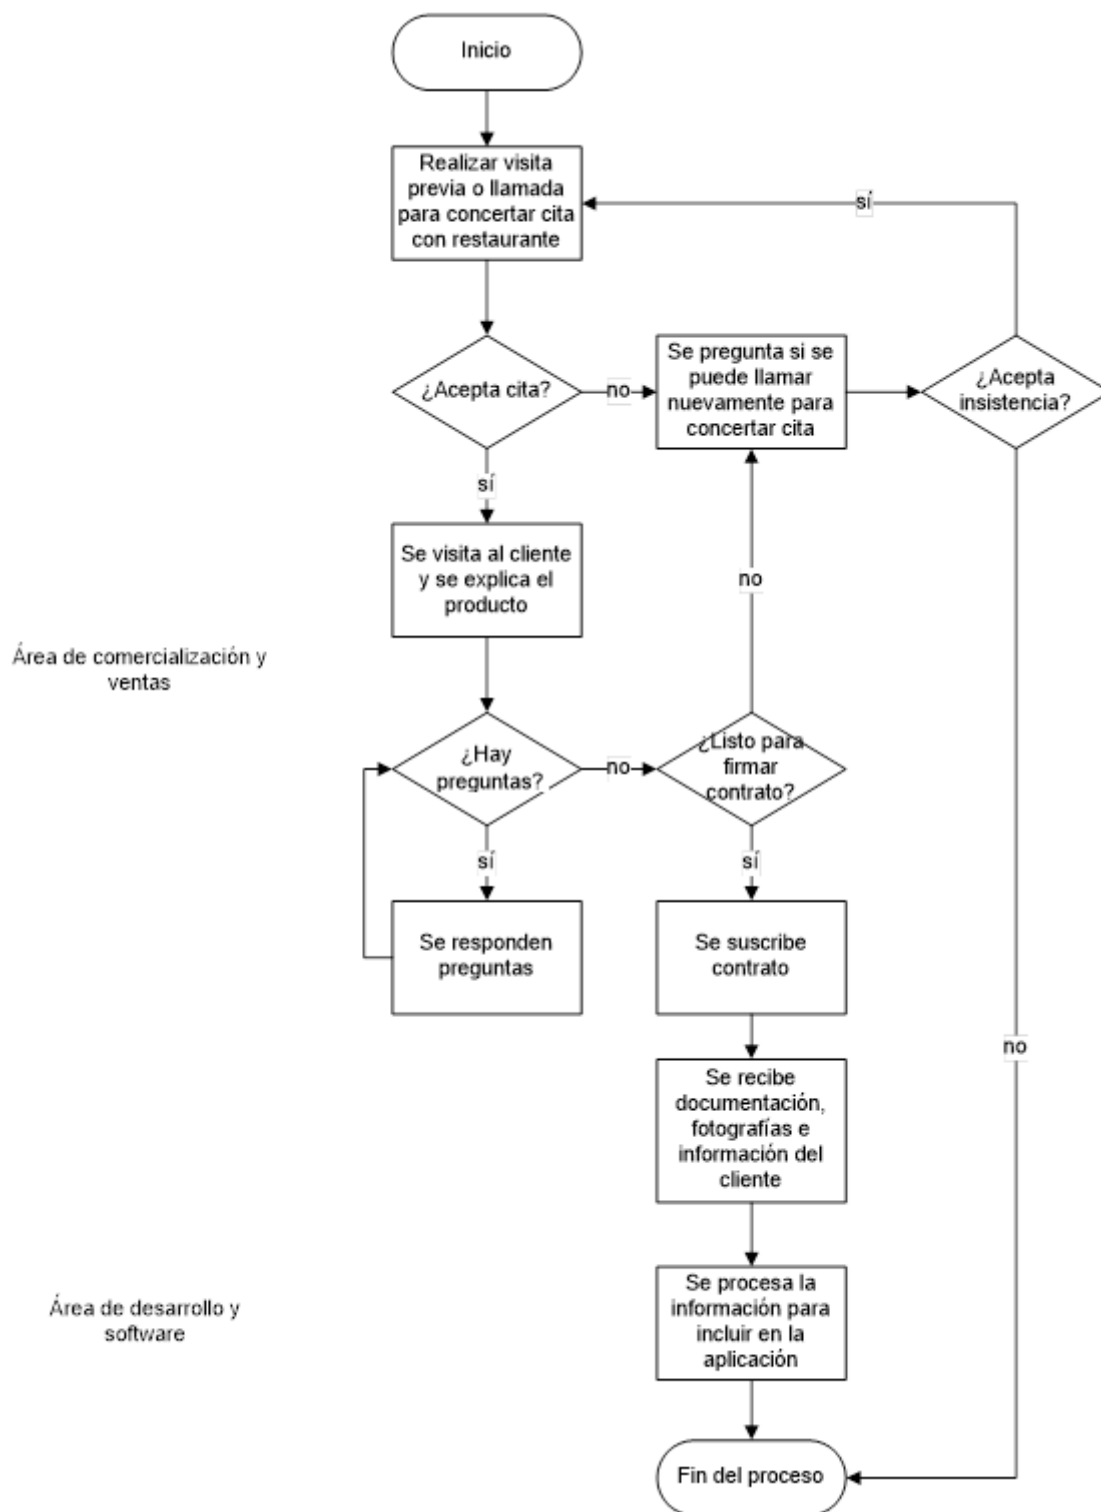 Inicio
Realizar visita
previa o llamada
para concertar cita
con restaurante
sí
¿Acepta cita?
no
Se pregunta si se
puede llamar
nuevamente para
concertar cita
¿Acepta
insistencia?
sí
Se visita al cliente
y se explica el
producto
no
Área de comercialización y
ventas
¿Hay
preguntas?
no
¿Listo para
firmar
contrato?
sí
sí
Se responden
preguntas
Se suscribe
contrato
no
Se recibe
documentación,
fotografías e
información del
cliente
Área de desarrollo y
software
Se procesa la
información para
incluir en la
aplicación
Fin del proceso